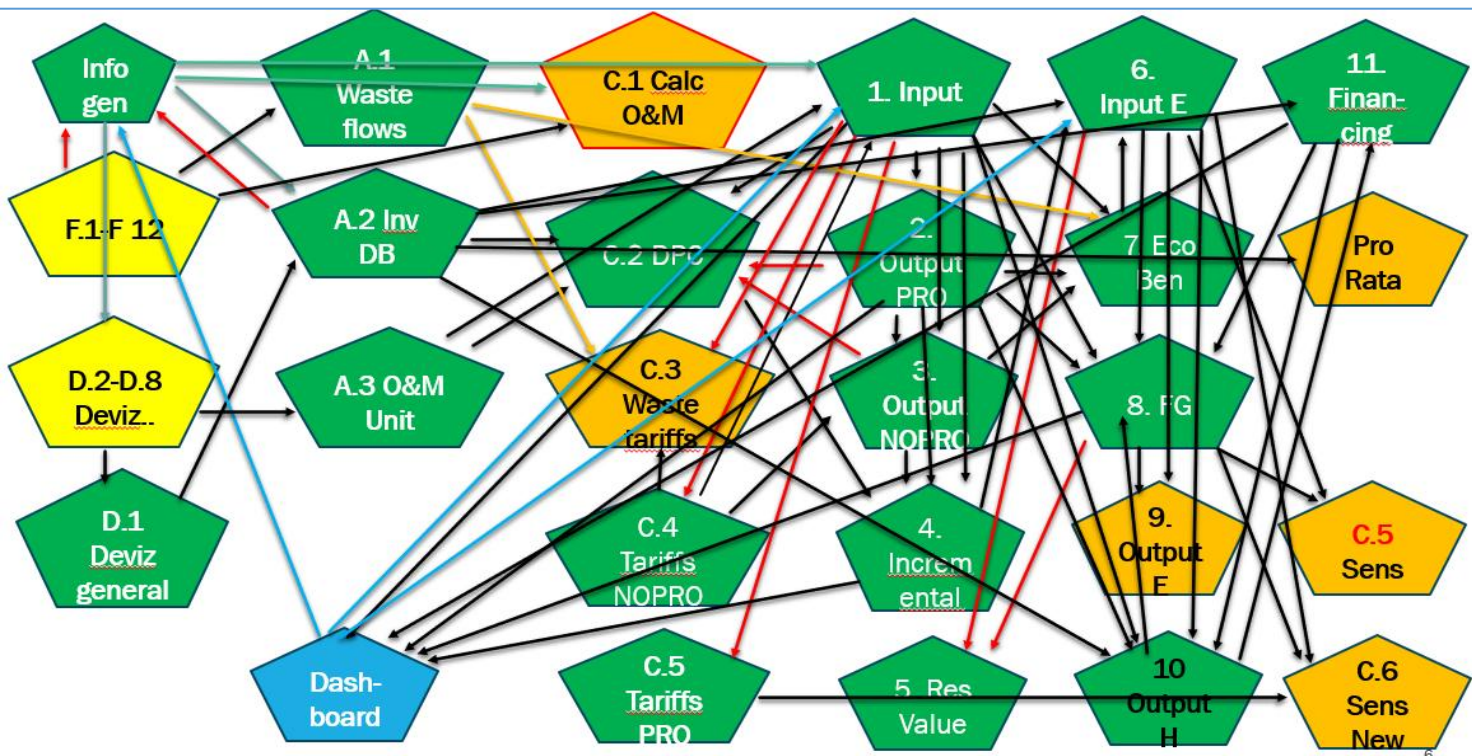 Info
gen
A.1
Waste
flows
C.1 Calc
O&M
1. Input
6.
Input E
11.
Finan-
cing
F.1-F 12
A.2 Inv
DB
C.2 DPC
2.
Output
PRO
7. Eco
Ben
Pro
Rata
D.2-D.8
Deviz..
A.3 O&M
Unit
C.3
Waste
tariffs
3.
Output
NOPRO
8. FG
D.1
Deviz
general
C.4
Tariffs
NOPRO
4.
Increm
ental
9.
Output
E
C.5
Sens
Dash-
board
C.5
Tariffs
PRO
5. Res
Value
10
Output
H
C.6
Sens
New
6